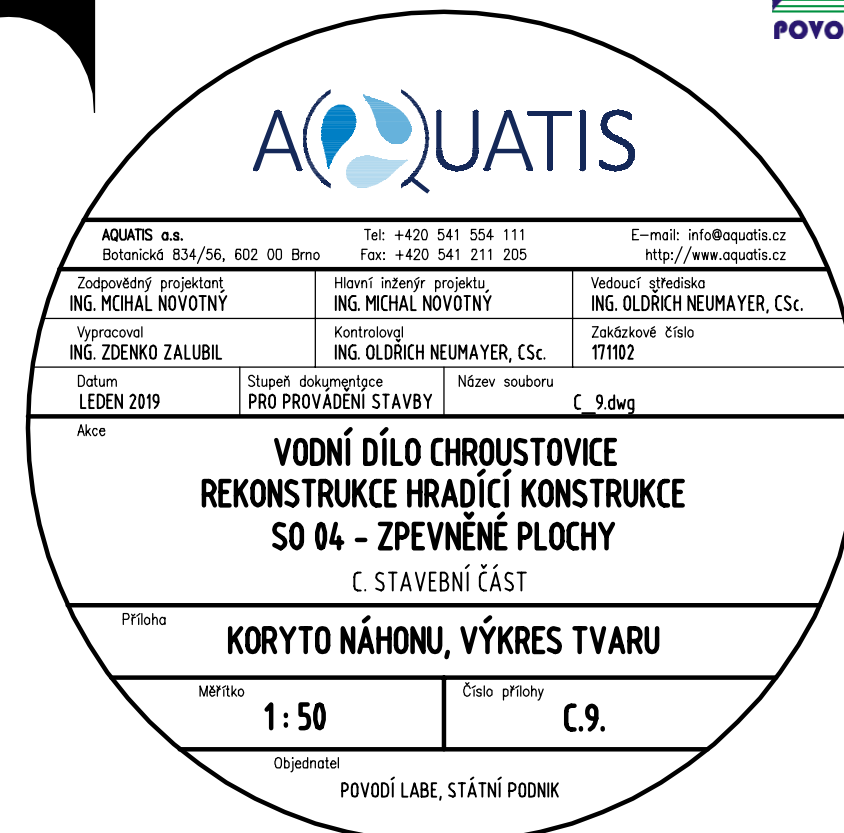 POVO
AQUATIS
AQUATIS a.s. Tel: +420 541 554 111 E-mail: info@aquatis.cz
Botanická 834/56, 602 00 Brno Fax: +420 541 211 205 http://www.aquatis.cz
Zodpovědný projektant Hlavní inženýr projektu Vedoucí střediska
ING. MCIHAL NOVOTNÝ ING. MICHAL NOVOTNÝ ING. OLDŘICH NEUMAYER, CSc.
Vypracoval Kontroloval Zakázkové číslo
ING. ZDENKO ZALUBIL ING. OLDŘICH NEUMAYER, CSc. 171102
Datum Stupeň dokumentace Název souboru
LEDEN 2019 PRO PROVÁDĚNÍ STAVBY C_9.dwg
Akce
VODNÍ DÍLO CHROUSTOVICE
REKONSTRUKCE HRADÍCÍ KONSTRUKCE
SO 04 - ZPEVNĚNÉ PLOCHY
C. STAVEBNÍ ČÁST
Příloha
KORYTO NÁHONU, VÝKRES TVARU
Měřítko Číslo přílohy
1 : 50 C.9.
Objednatel
POVODÍ LABE, STÁTNÍ PODNIK